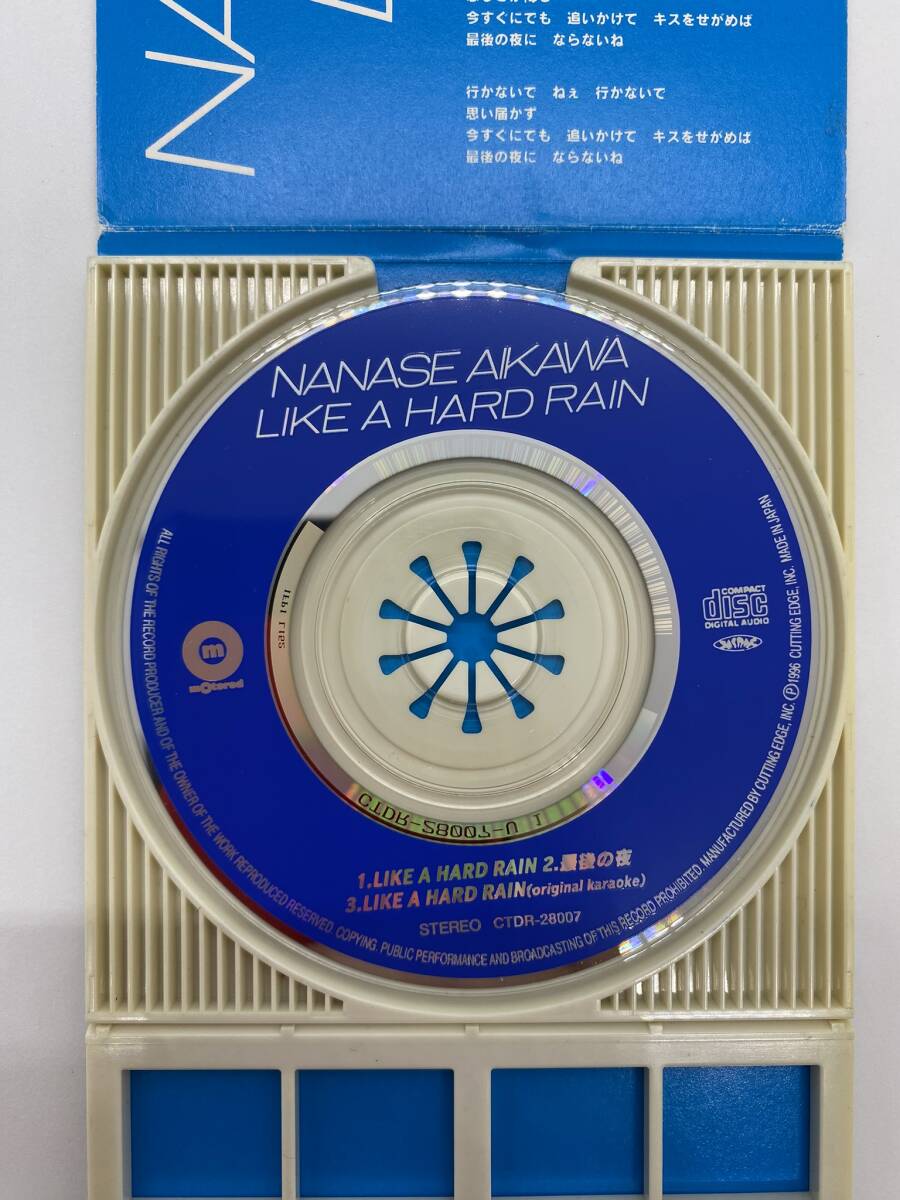 NA
今すぐにでも　追いかけて　キスをせがめば
最後の夜に　ならないね
行かないで　ねぇ　行かないで
思い届かず
今すぐにでも　追いかけて　キスをせがめば
最後の夜に　ならないね
NANASE AIKAWA
LIKE A HARD RAIN
COMPACT
disc
DIGITAL AUDIO
m
motorod
CTDR-28007-U 1
1.LIKE A HARD RAIN 2.最後の夜
3.LIKE A HARD RAIN(original karaoke)
STEREO CTDR-28007
ALL RIGHTS OF THE RECORD PRODUCER AND OF THE OWNER OF THE WORK REPRODUCED RESERVED. COPYING. PUBLIC PERFORMANCE AND BROADCASTING OF THIS RECORD PROHIBITED. MANUFACTURED BY CUTTING EDGE, INC. Ⓟ1996 CUTTING EDGE, INC. MADE IN JAPAN